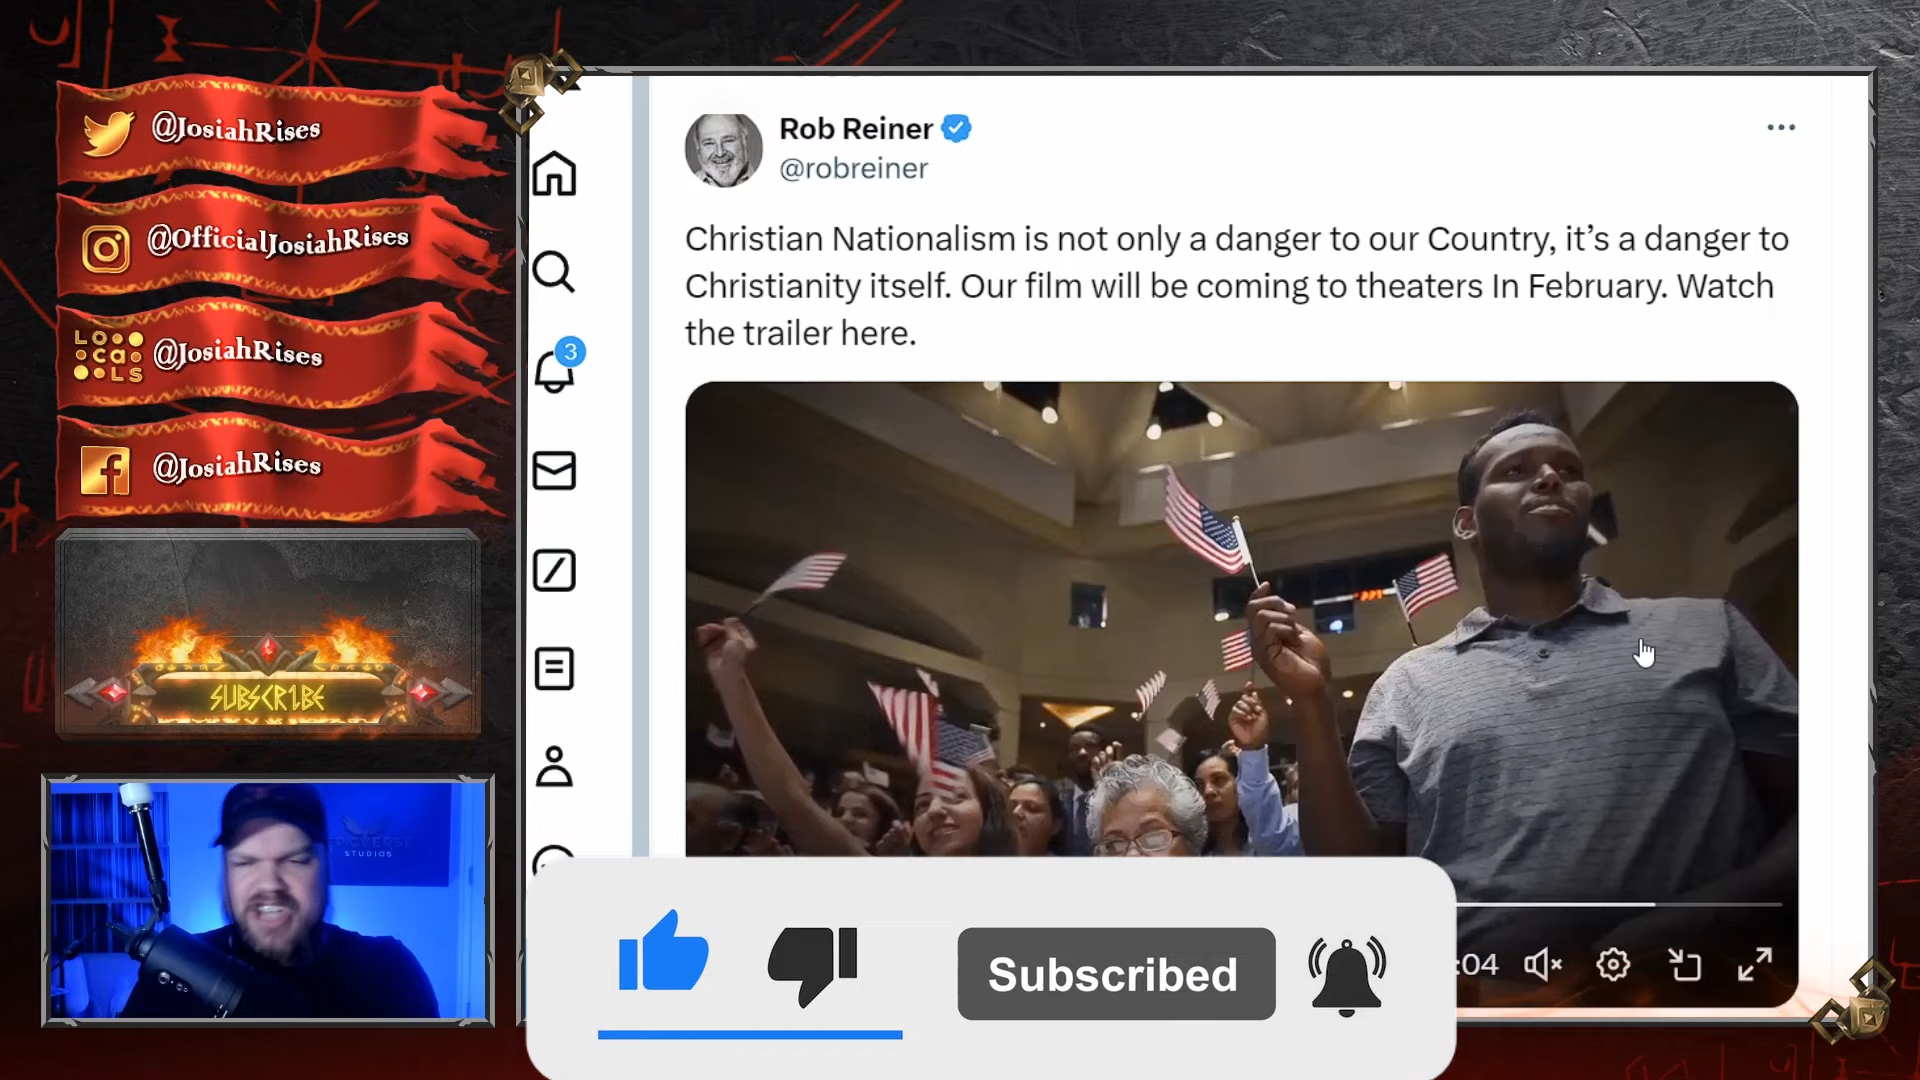 @JosiahRises
@OfficialJosiahRises
LOcaLS
@JosiahRises
@JosiahRises
SUBSCRIBE
STUDIOS
Rob Reiner
@robreiner
3
Christian Nationalism is not only a danger to our Country, it’s a danger to
Christianity itself. Our film will be coming to theaters In February. Watch
the trailer here.
:04
Subscribed